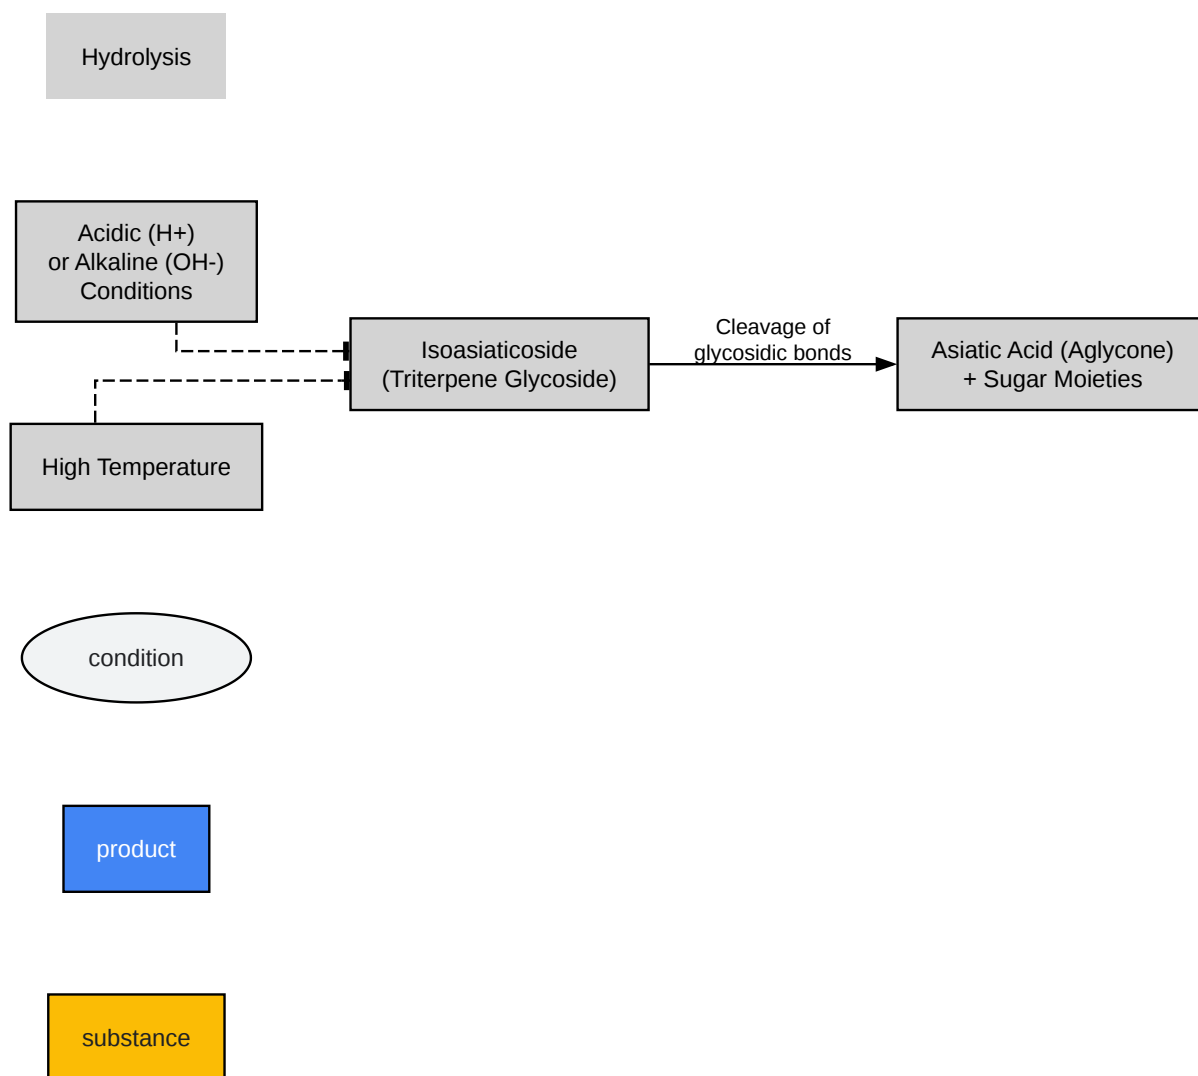 Hydrolysis
Acidic (H+)
or Alkaline (OH-)
Conditions
Isoasiaticoside
(Triterpene Glycoside)
Cleavage of
glycosidic bonds
Asiatic Acid (Aglycone)
+ Sugar Moieties
High Temperature
condition
product
substance